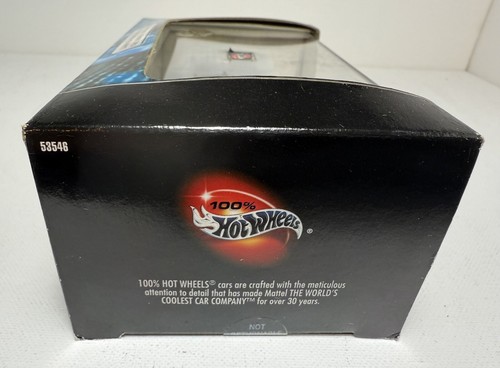 53546
100%
HOT WHEELS®
100% HOT WHEELS® cars are crafted with the meticulous
attention to detail that has made Mattel THE WORLD'S
COOLEST CAR COMPANY™ for over 30 years.
NOT